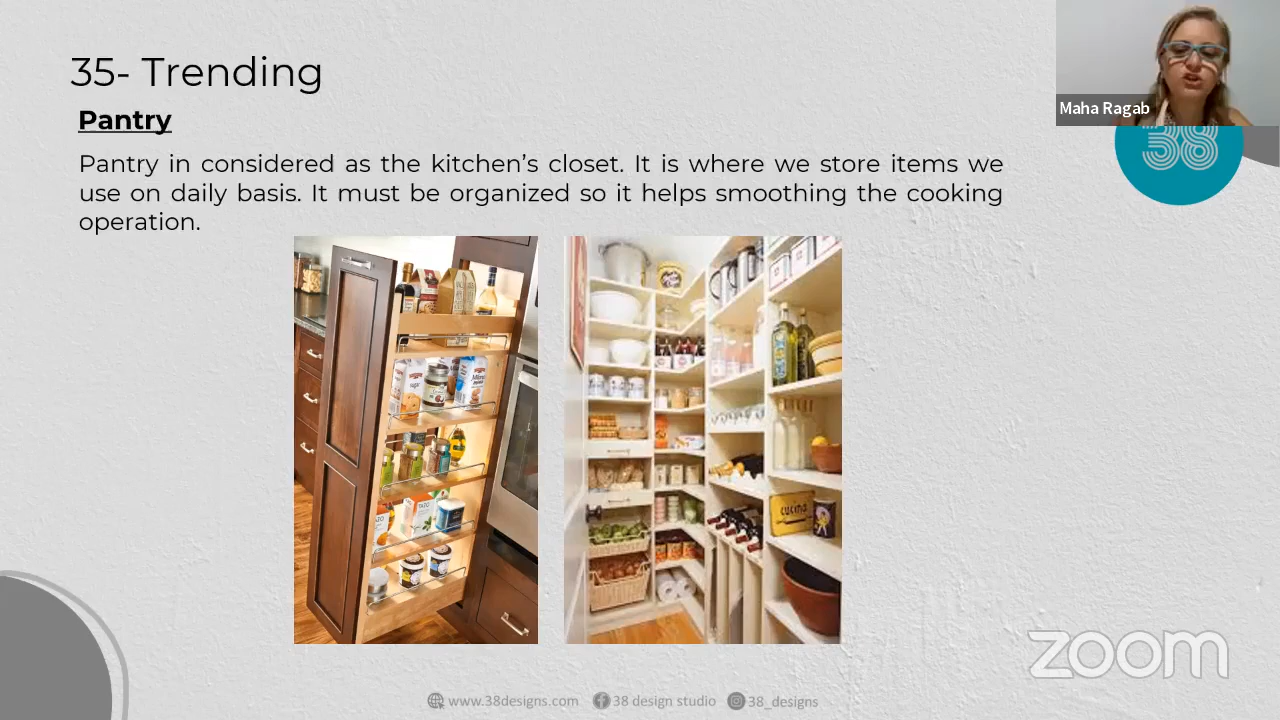 35- Trending
Maha Ragab
38
Pantry
Pantry in considered as the kitchen's closet. It is where we store items we
use on daily basis. It must be organized so it helps smoothing the cooking
operation.
cucina
zoom
www.38designs.com 38 design studio 38_designs